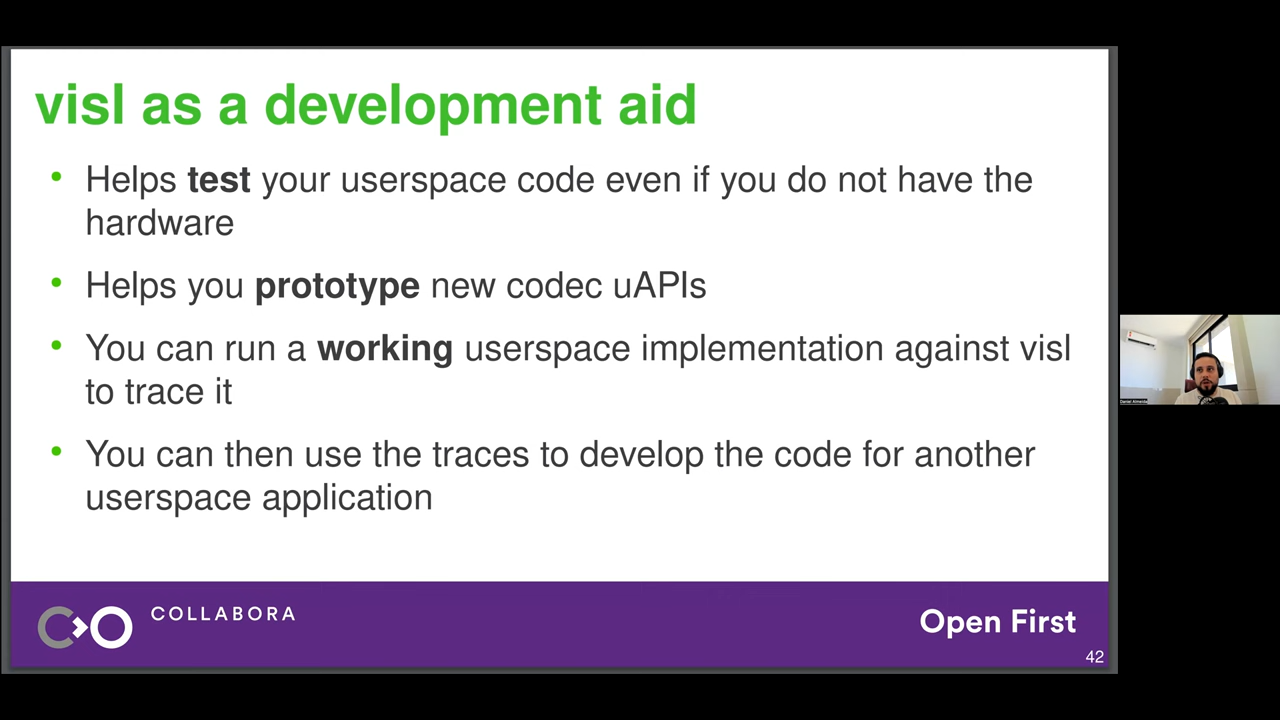 visl as a development aid
• Helps test your userspace code even if you do not have the
hardware
• Helps you prototype new codec uAPIs
• You can run a working userspace implementation against visl
to trace it
• You can then use the traces to develop the code for another
userspace application
COLLABORA
Open First
42
Daniel Almeida